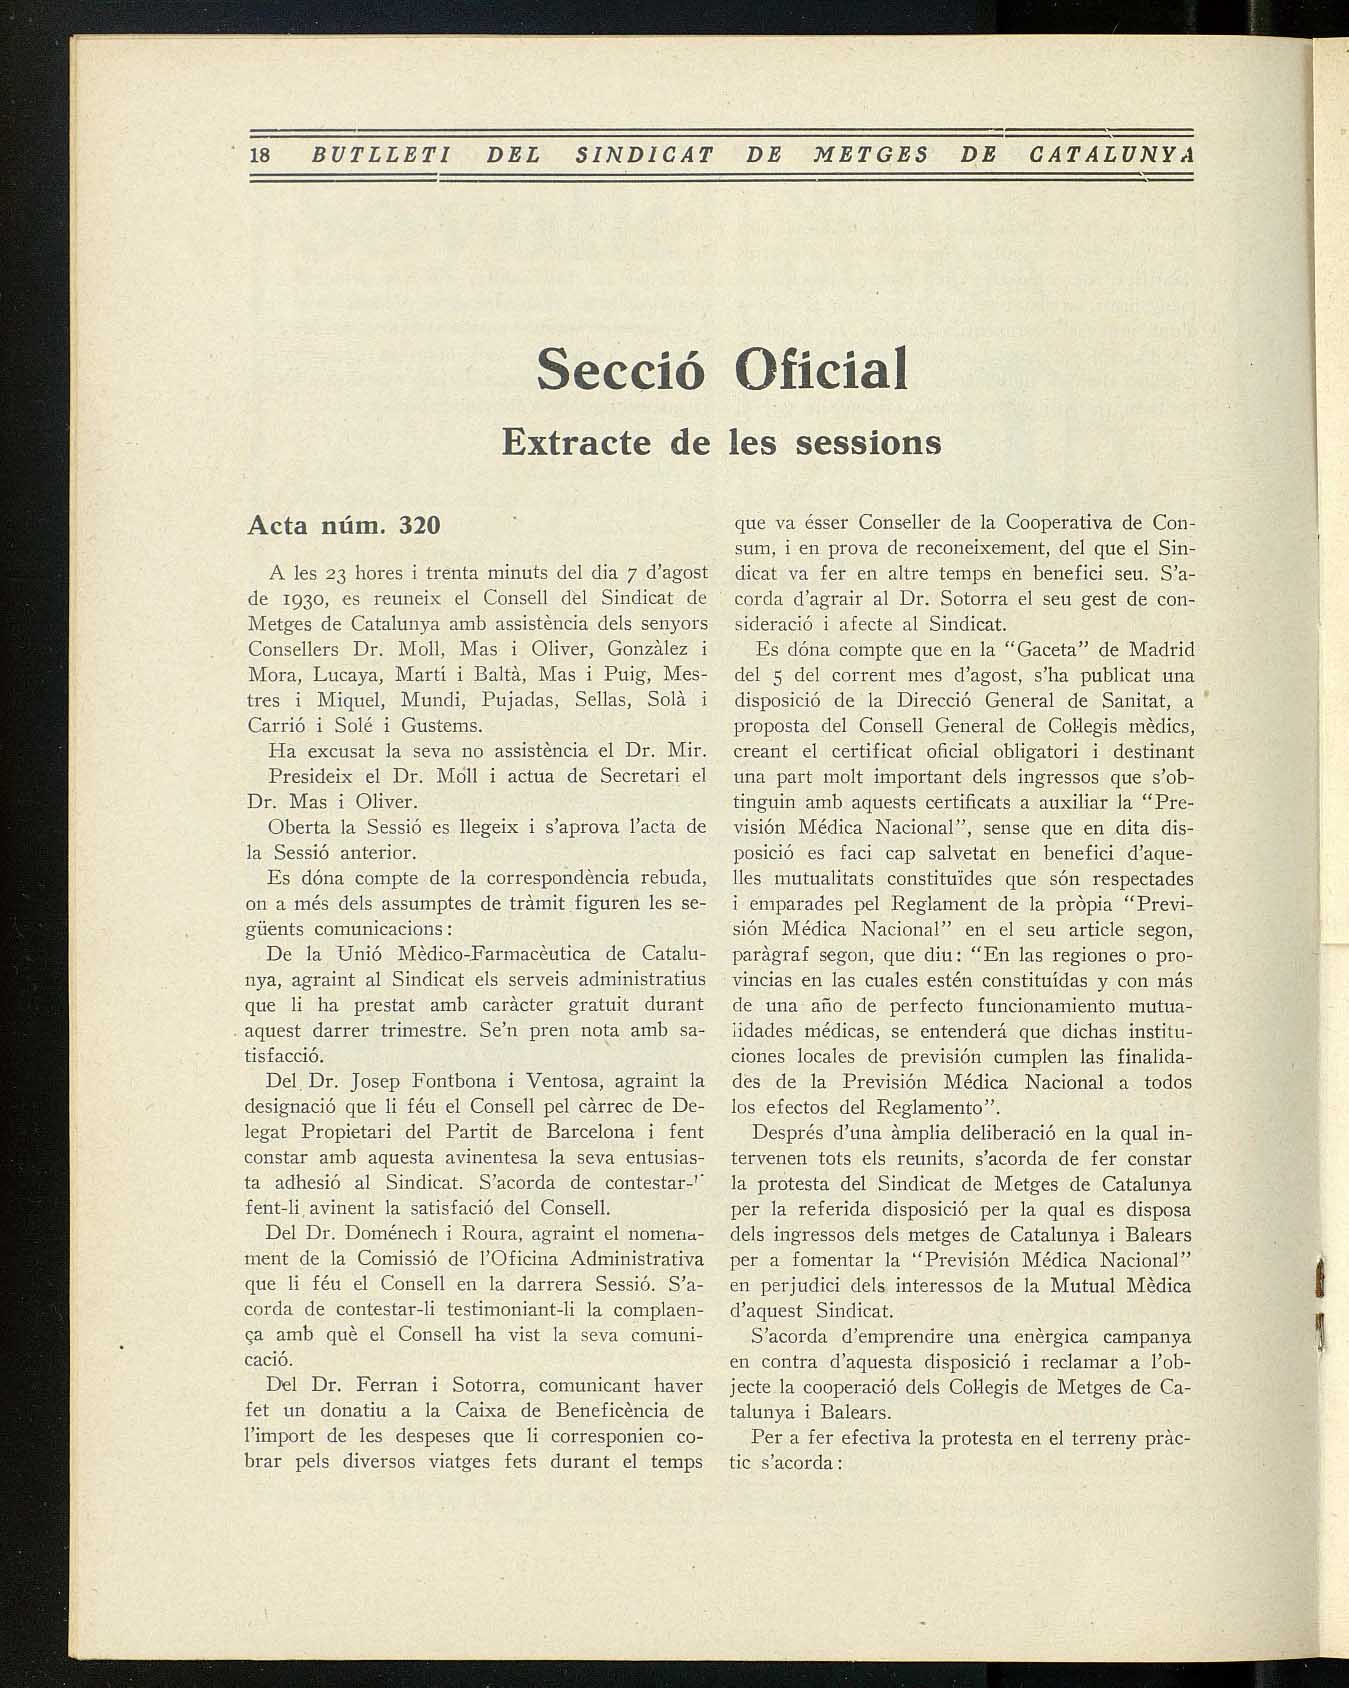 18 BUTLLETI DEL SINDICAT DE METGES DE CATALUNYA
Secció Oficial
Extracte de les sessions
Acta núm. 320
A les 23 hores i trenta minuts del dia 7 d'agost
de 1930, es reuneix el Consell del Sindicat de
Metges de Catalunya amb assistència dels senyors
Consellers Dr. Moll, Mas i Oliver, Gonzàlez i
Mora, Lucaya, Martí i Baltà, Mas i Puig, Mes-
tres i Miquel, Mundi, Pujadas, Sellas, Solà i
Carrió i Solé i Gustems.
Ha excusat la seva no assistència el Dr. Mir.
Presideix el Dr. Moll i actua de Secretari el
Dr. Mas i Oliver.
Oberta la Sessió es llegeix i s'aprova l'acta de
la Sessió anterior.
Es dóna compte de la correspondència rebuda,
on a més dels assumptes de tràmit figuren les se-
güents comunicacions:
De la Unió Mèdico-Farmacèutica de Catalu-
nya, agraint al Sindicat els serveis administratius
que li ha prestat amb caràcter gratuit durant
aquest darrer trimestre. Se'n pren nota amb sa-
tisfacció.
Del Dr. Josep Fontbona i Ventosa, agraint la
designació que li féu el Consell pel càrrec de De-
legat Propietari del Partit de Barcelona i fent
constar amb aquesta avinentesa la seva entusias-
ta adhesió al Sindicat. S'acorda de contestar-
fent-li avinent la satisfació del Consell.
Del Dr. Doménech i Roura, agraint el nomena-
ment de la Comissió de l'Oficina Administrativa
que li féu el Consell en la darrera Sessió. S'a-
corda de contestar-li testimoniant-li la complaen-
ça amb què el Consell ha vist la seva comuni-
cació.
Del Dr. Ferran i Sotorra, comunicant haver
fet un donatiu a la Caixa de Beneficència de
l'import de les despeses que li corresponien co-
brar pels diversos viatges fets durant el temps
que va ésser Conseller de la Cooperativa de Con-
sum, i en prova de reconeixement, del que el Sin-
dicat va fer en altre temps en benefici seu. S'a-
corda d'agrair al Dr. Sotorra el seu gest de con-
sideració i afecte al Sindicat.
Es dóna compte que en la "Gaceta" de Madrid
del 5 del corrent mes d'agost, s'ha publicat una
disposició de la Direcció General de Sanitat, a
proposta del Consell General de Col·legis mèdics,
creant el certificat oficial obligatori i destinant
una part molt important dels ingressos que s'ob-
tinguin amb aquests certificats a auxiliar la "Pre-
visión Médica Nacional", sense que en dita dis-
posició es faci cap salvetat en benefici d'aque-
lles mutualitats constituïdes que són respectades
i emparades pel Reglament de la pròpia "Previ-
sión Médica Nacional" en el seu article segon,
paràgraf segon, que diu: "En las regiones o pro-
vincias en las cuales estén constituídas y con más
de una año de perfecto funcionamiento mutua-
lidades médicas, se entenderá que dichas institu-
ciones locales de previsión cumplen las finalida-
des de la Previsión Médica Nacional a todos
los efectos del Reglamento".
Després d'una àmplia deliberació en la qual in-
tervenen tots els reunits, s'acorda de fer constar
la protesta del Sindicat de Metges de Catalunya
per la referida disposició per la qual es disposa
dels ingressos dels metges de Catalunya i Balears
per a fomentar la "Previsión Médica Nacional"
en perjudici dels interessos de la Mutual Mèdica
d'aquest Sindicat.
S'acorda d'emprendre una enèrgica campanya
en contra d'aquesta disposició i reclamar a l'ob-
jecte la cooperació dels Col·legis de Metges de Ca-
talunya i Balears.
Per a fer efectiva la protesta en el terreny pràc-
tic s'acorda: